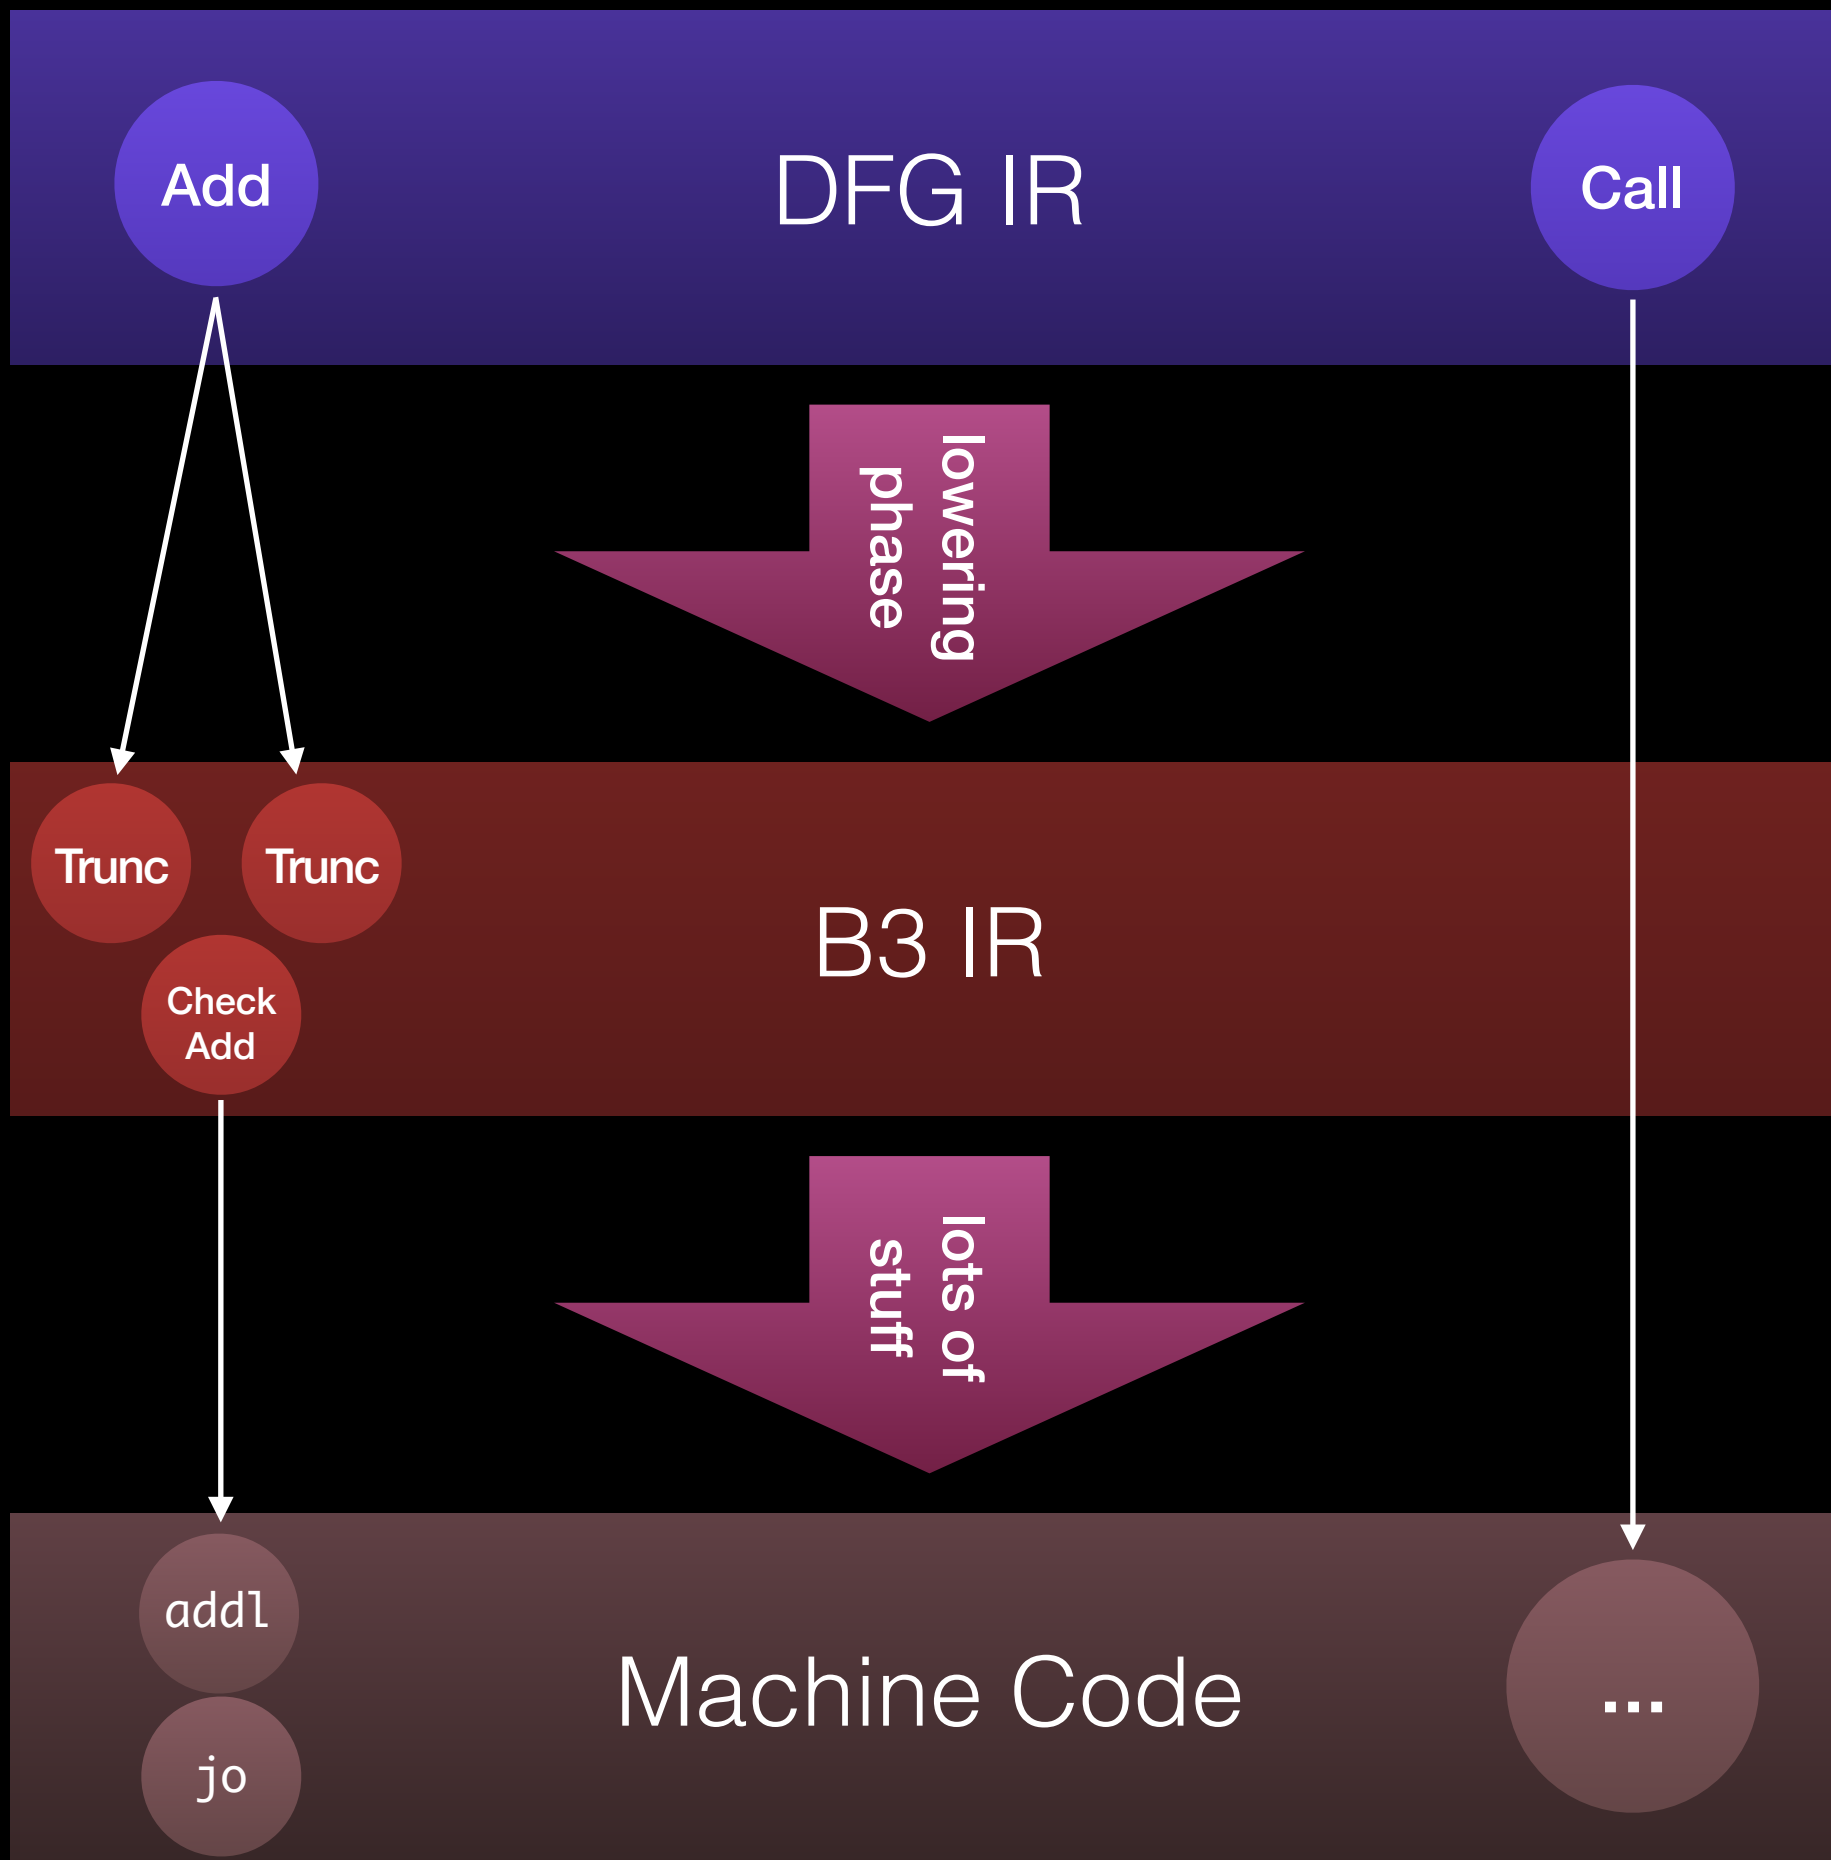 Add
DFG IR
Call
lowering
phase
Trunc
Trunc
B3 IR
Check
Add
lots of
stuff
addl
Machine Code
...
jo